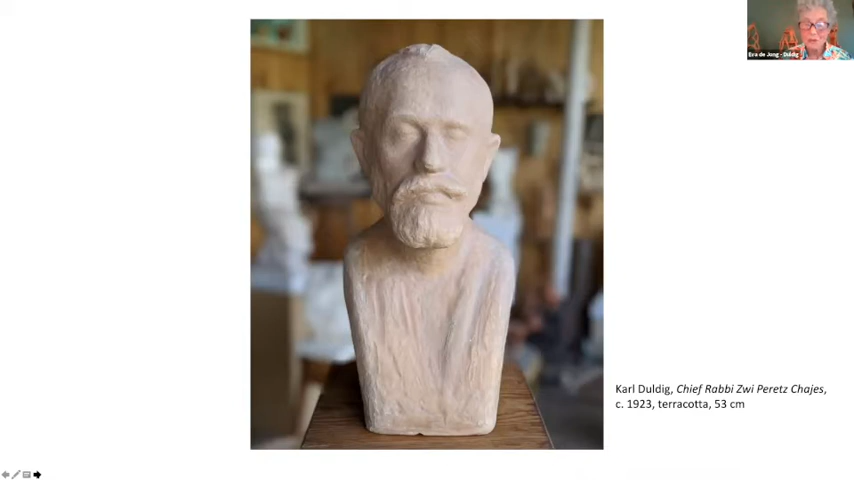 Eva de Jong - Duldig
Karl Duldig, Chief Rabbi Zwi Peretz Chajes,
c. 1923, terracotta, 53 cm